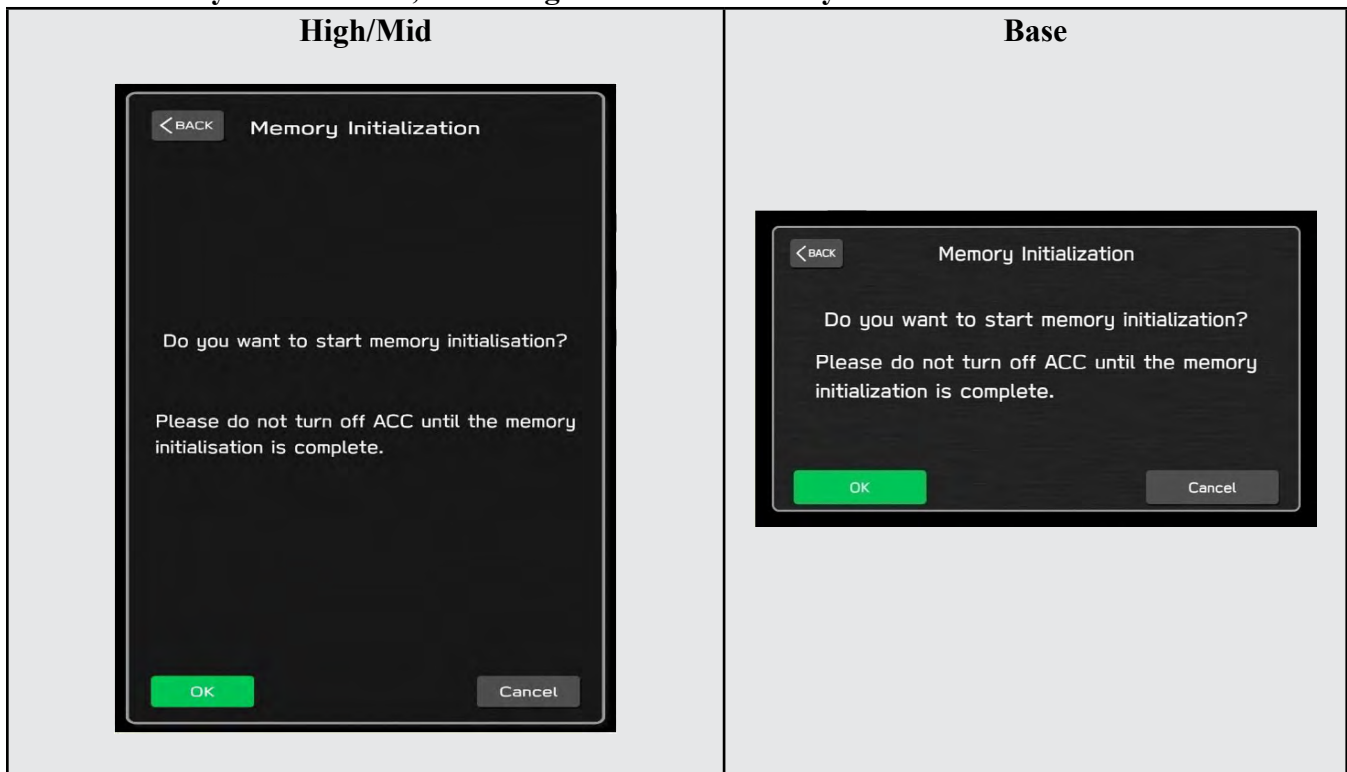 High/Mid
Base
BACK
Memory Initialization
Do you want to start memory initialisation?
Please do not turn off ACC until the memory
initialisation is complete.
OK
Cancel
BACK
Memory Initialization
Do you want to start memory initialization?
Please do not turn off ACC until the memory
initialization is complete.
OK
Cancel